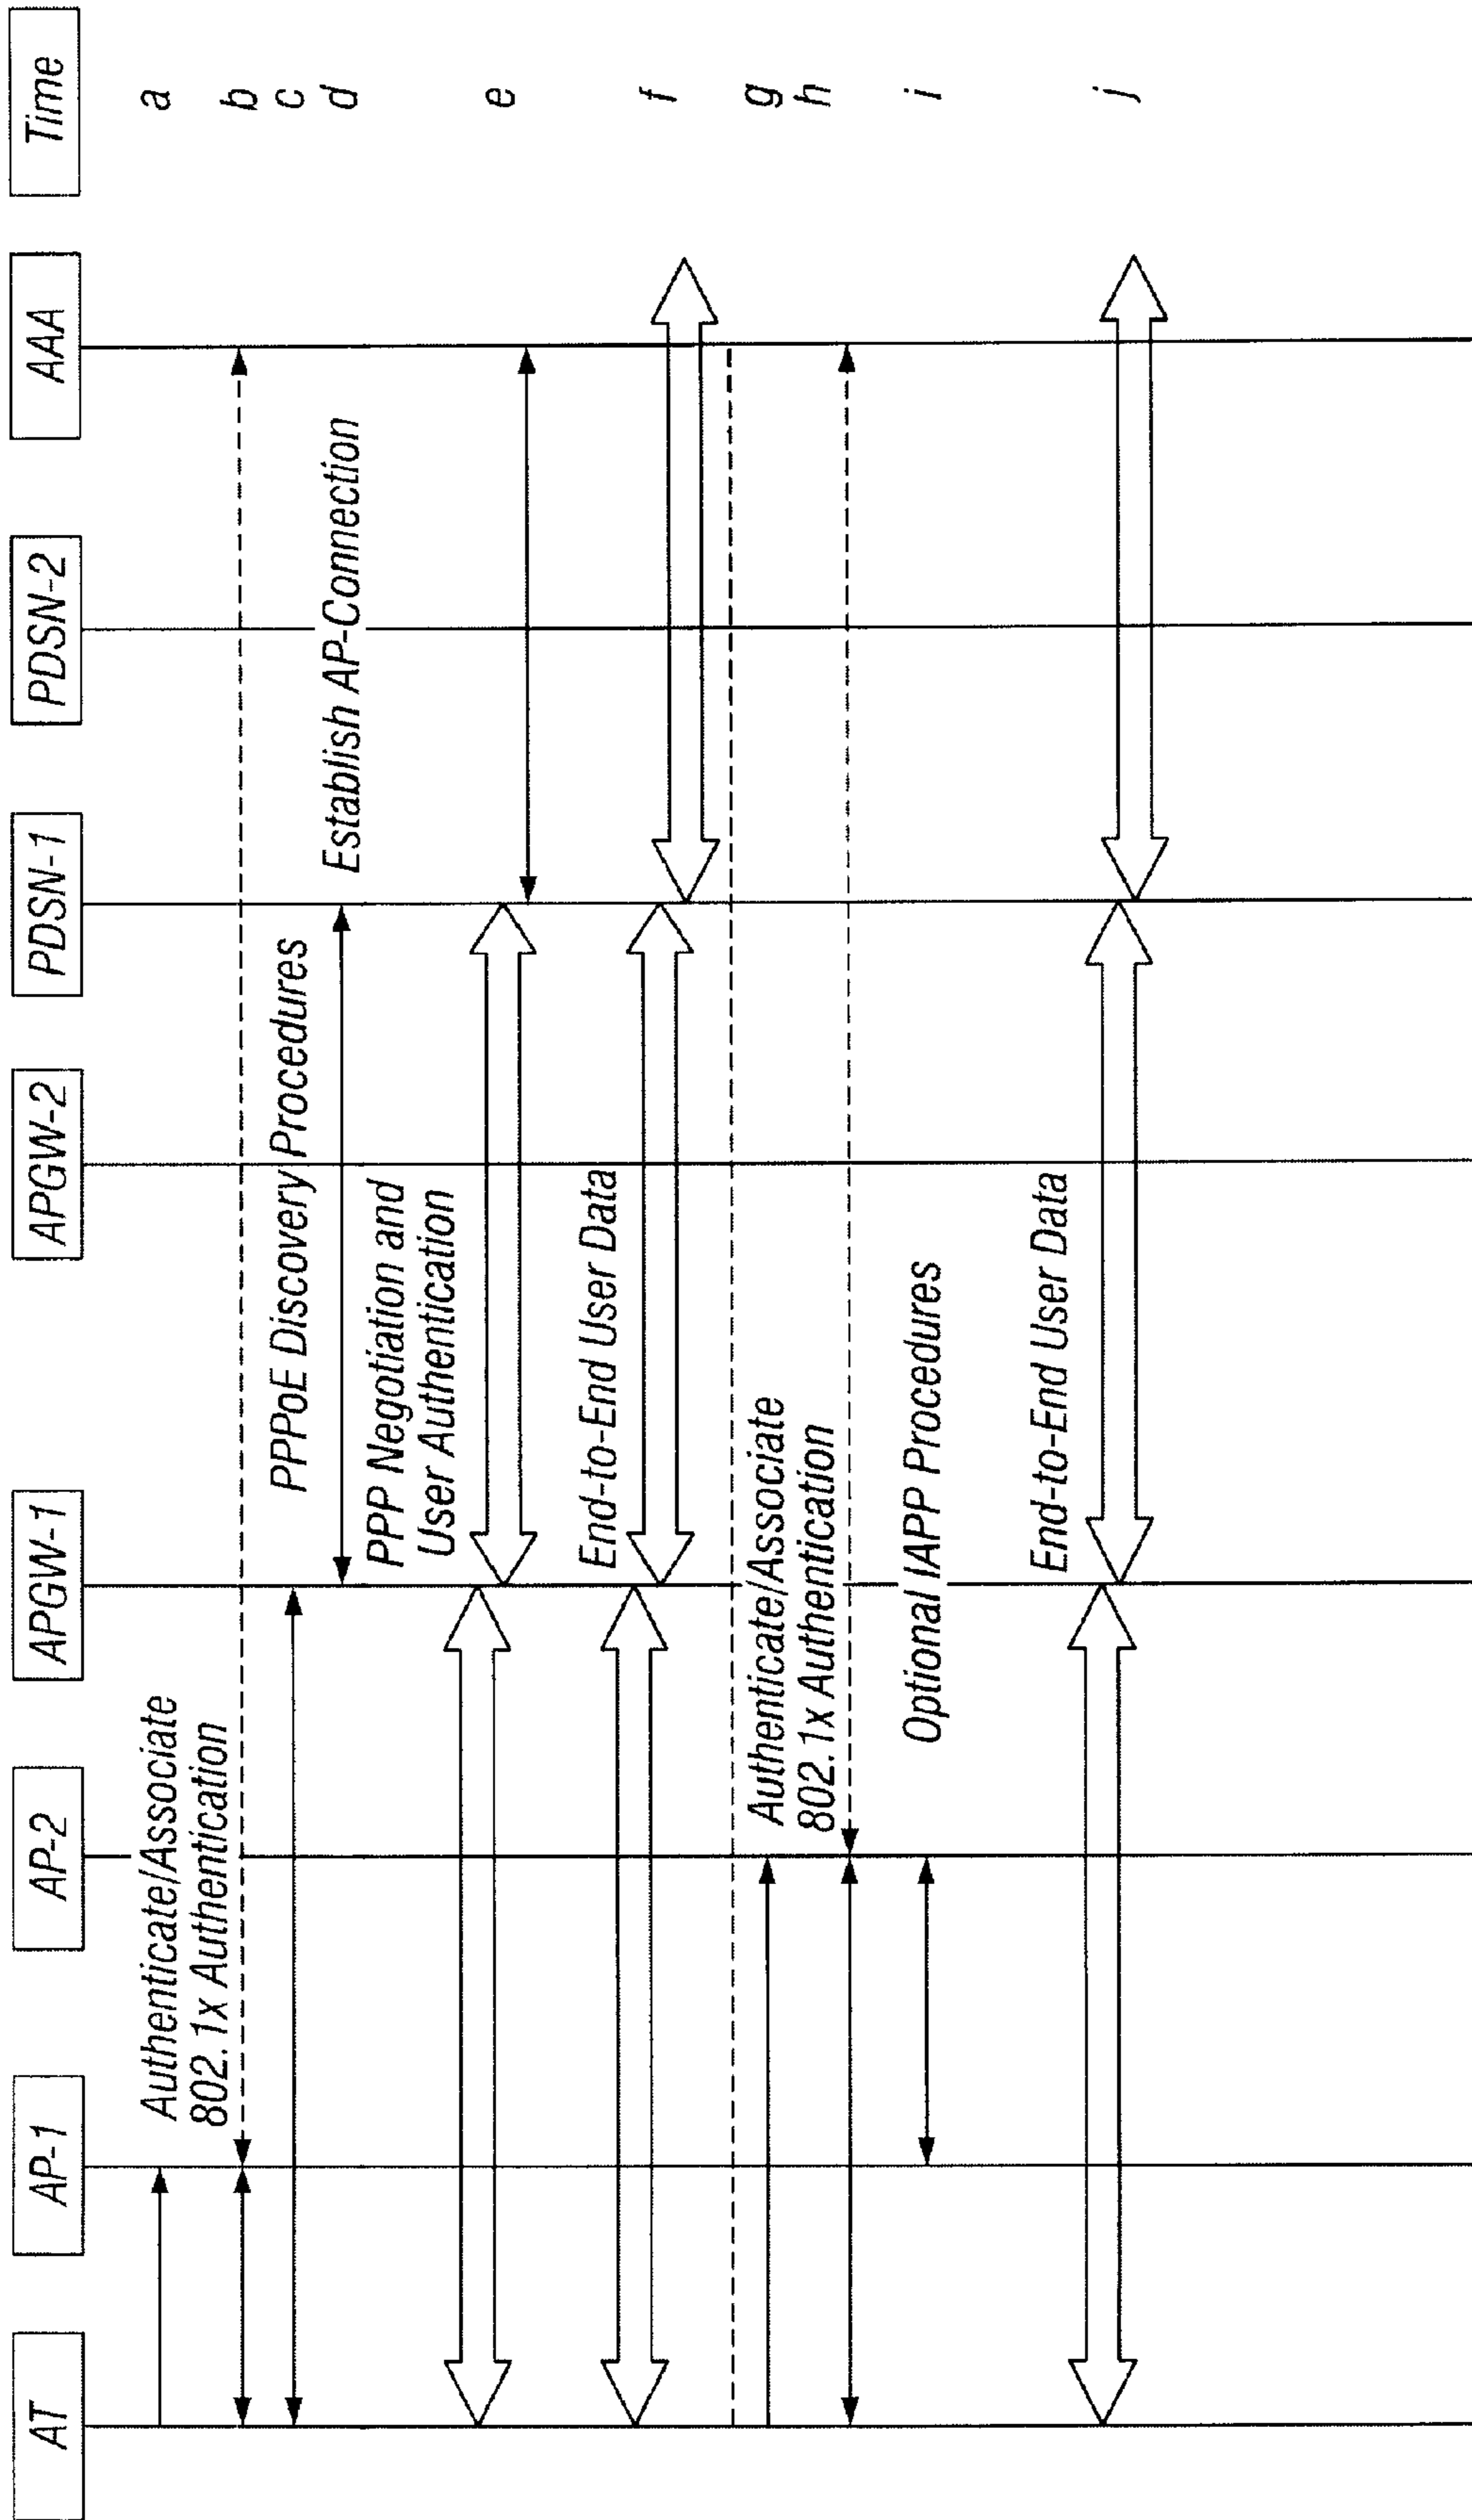 AT
AP-1
AP-2
APGW-1
APGW-2
PDSN-1
PDSN-2
AAA
Time
Authenticate/Associate
a
802.1x Authentication
b
PPPoE Discovery Procedures
c
Establish AP-Connection
d
PPP Negotiation and
User Authentication
e
End-to-End User Data
f
Authenticate/Associate
g
802.1x Authentication
h
Optional IAPP Procedures
i
End-to-End User Data
j